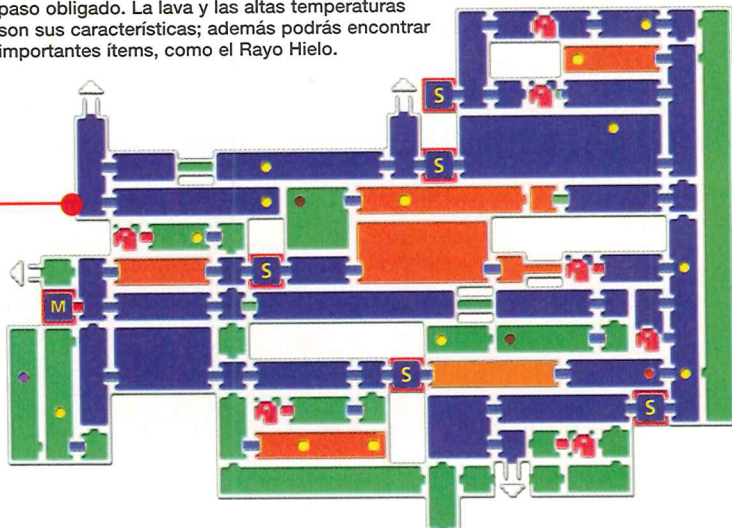 paso obligado. La lava y las altas temperaturas
son sus características; además podrás encontrar
importantes ítems, como el Rayo Hielo.
S
S
S
M
S
S